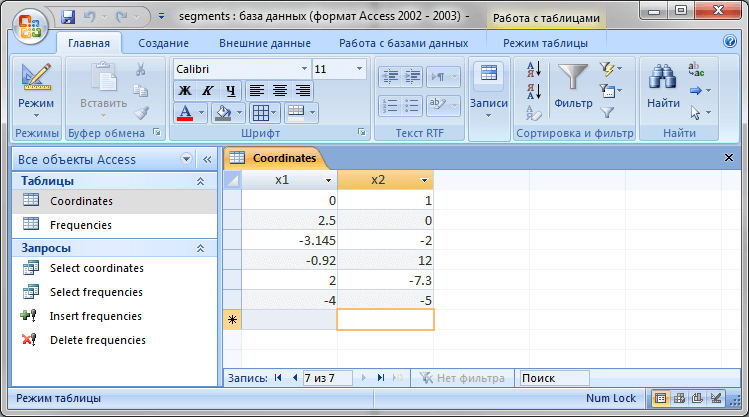 segments : база данных (формат Access 2002 - 2003) -
Работа с таблицами
Главная
Создание
Внешние данные
Работа с базами данных
Режим таблицы
Режим
Режимы
Вставить
Буфер обмена
Calibri
11
Ж К Ч
A
Шрифт
Текст RTF
Записи
Фильтр
Сортировка и фильтр
Найти
Найти
Все объекты Access
Таблицы
Coordinates
Frequencies
Запросы
Select coordinates
Select frequencies
Insert frequencies
Delete frequencies
Coordinates
x1 x2
0 1
2.5 0
-3.145 -2
-0.92 12
2 -7.3
-4 -5
Запись: 7 из 7 Нет фильтра Поиск
Режим таблицы
Num Lock